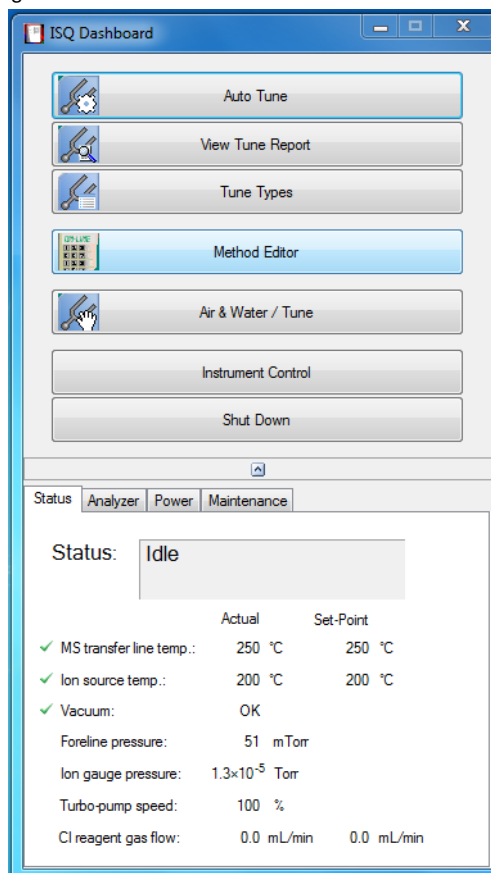 ISQ Dashboard
Auto Tune
View Tune Report
Tune Types
Method Editor
Air & Water / Tune
Instrument Control
Shut Down
Status Analyzer Power Maintenance
Status: Idle
Actual Set-Point
MS transfer line temp.: 250 °C 250 °C
Ion source temp.: 200 °C 200 °C
Vacuum: OK
Foreline pressure: 51 mTorr
Ion gauge pressure: 1.3×10⁻⁵ Torr
Turbo-pump speed: 100 %
CI reagent gas flow: 0.0 mL/min 0.0 mL/min